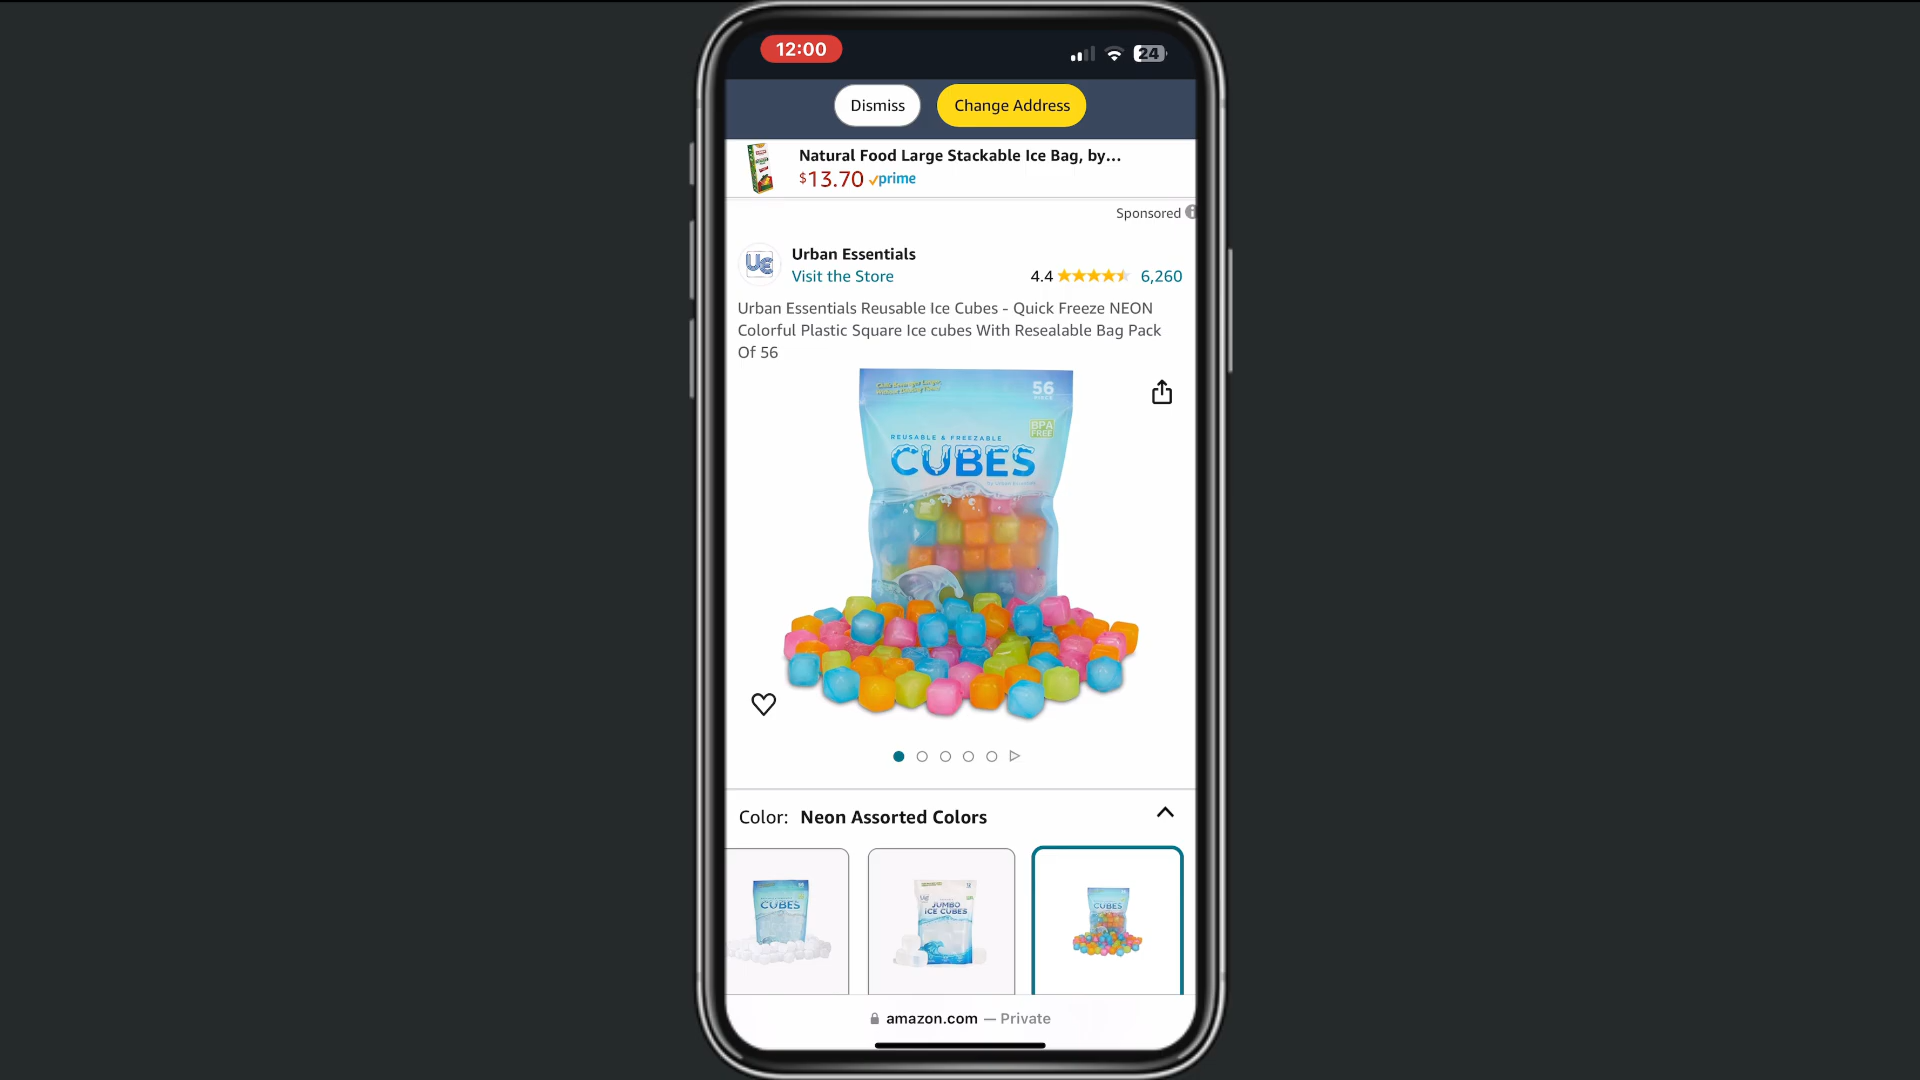 12:00
24
Dismiss
Change Address
Natural Food Large Stackable Ice Bag, by...
$13.70 prime
Sponsored
UE
Urban Essentials
Visit the Store
4.4
6,260
Urban Essentials Reusable Ice Cubes - Quick Freeze NEON
Colorful Plastic Square Ice cubes With Resealable Bag Pack
Of 56
56
BPA
FREE
REUSABLE & FREEZABLE
CUBES
Color: Neon Assorted Colors
CUBES
JUMBO
ICE CUBES
CUBES
amazon.com — Private